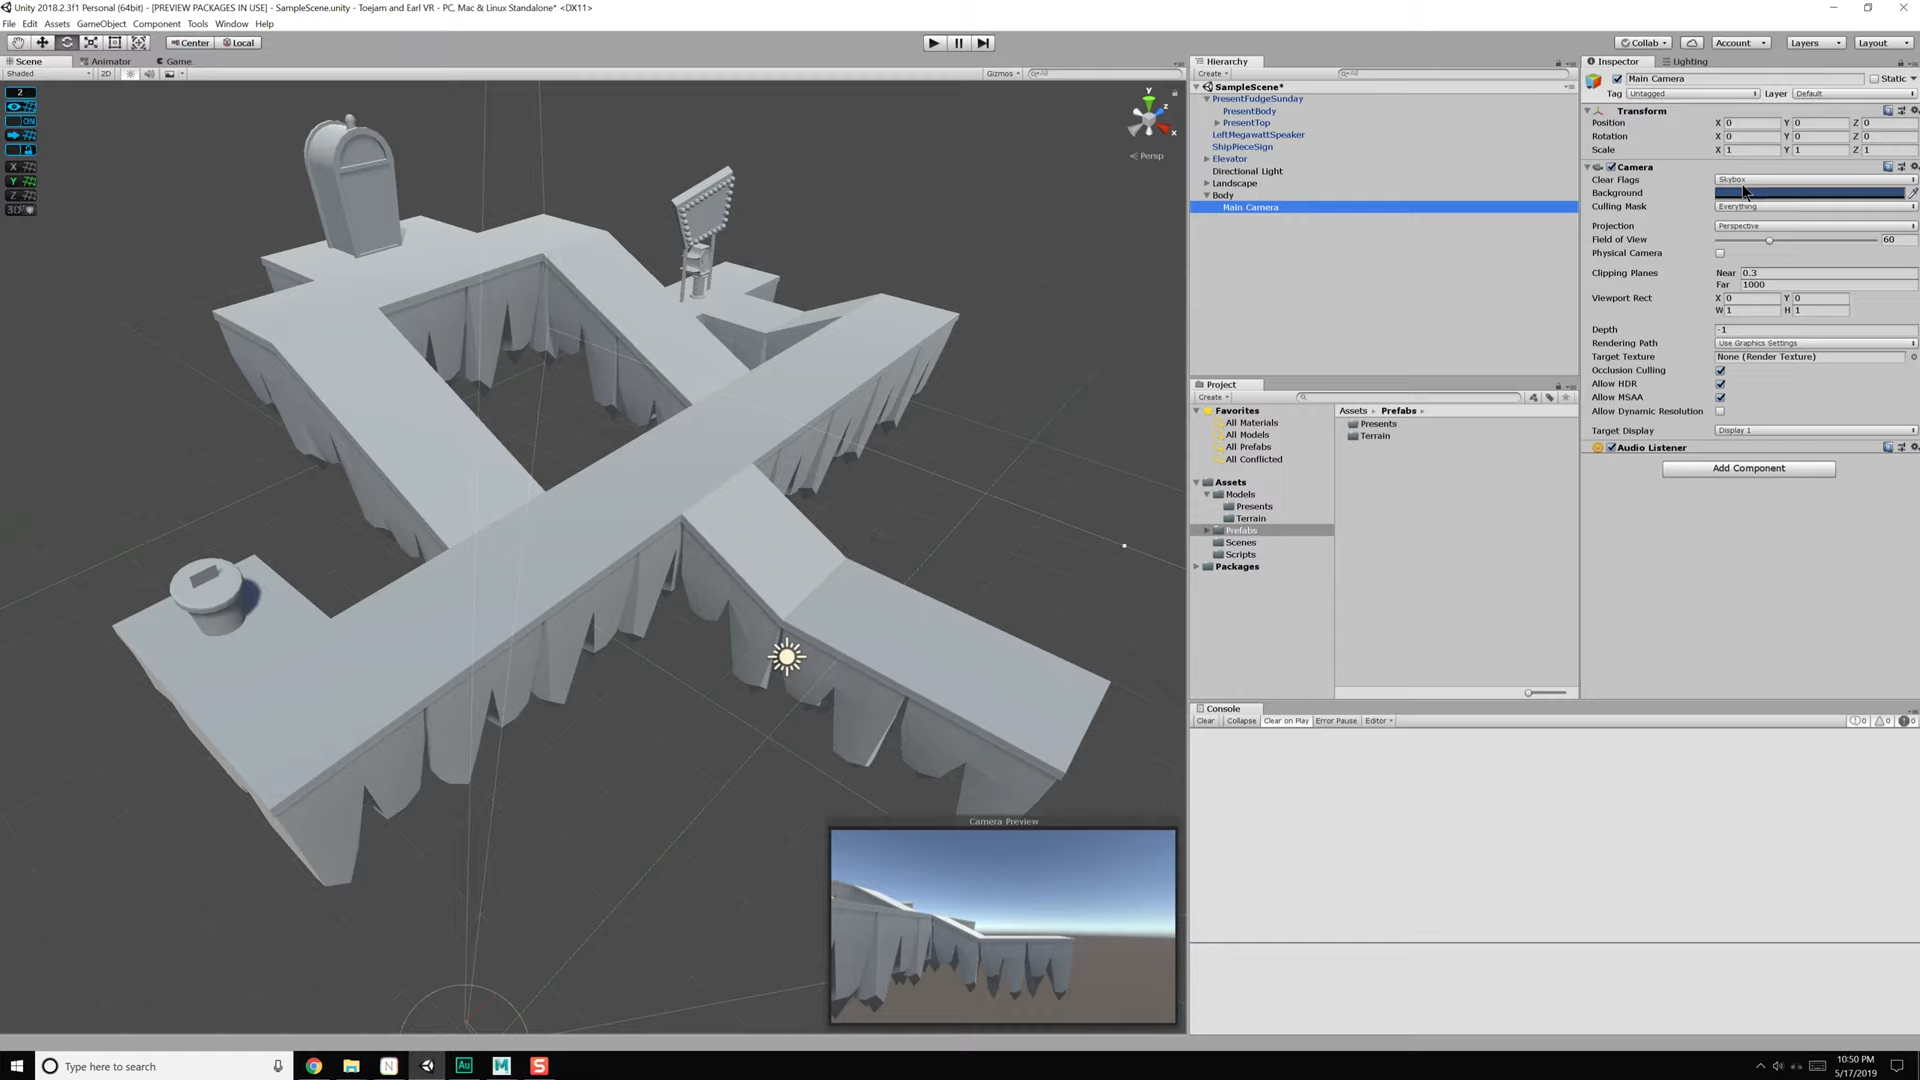 Unity 2018.2.3f1 Personal (64bit) - [PREVIEW PACKAGES IN USE] - SampleScene.unity - Toejam and Earl VR - PC, Mac & Linux Standalone* <DX11>
File Edit Assets GameObject Component Tools Window Help
Center Local
Collab Account Layers Layout
Scene Animator Game
Shaded 2D Gizmos All
2
ON
X
Y
Z
3D
y
z
x
Persp
Camera Preview
Hierarchy
Create All
SampleScene*
PresentFudgeSunday
PresentBody
PresentTop
LeftMegawattSpeaker
ShipPieceSign
Elevator
Directional Light
Landscape
Body
Main Camera
Project
Create
Favorites
All Materials
All Models
All Prefabs
All Conflicted
Assets
Models
Presents
Terrain
Prefabs
Scenes
Scripts
Packages
Assets Prefabs
Presents
Terrain
Console
Clear Collapse Clear on Play Error Pause Editor 0 0 0
Inspector Lighting
Main Camera Static
Tag Untagged Layer Default
Transform
Position X 0 Y 0 Z 0
Rotation X 0 Y 0 Z 0
Scale X 1 Y 1 Z 1
Camera
Clear Flags Skybox
Background
Culling Mask Everything
Projection Perspective
Field of View 60
Physical Camera
Clipping Planes Near 0.3
Far 1000
Viewport Rect X 0 Y 0
W 1 H 1
Depth -1
Rendering Path Use Graphics Settings
Target Texture None (Render Texture)
Occlusion Culling
Allow HDR
Allow MSAA
Allow Dynamic Resolution
Target Display Display 1
Audio Listener
Add Component
Type here to search
N
Au
M
S
10:50 PM
5/17/2019